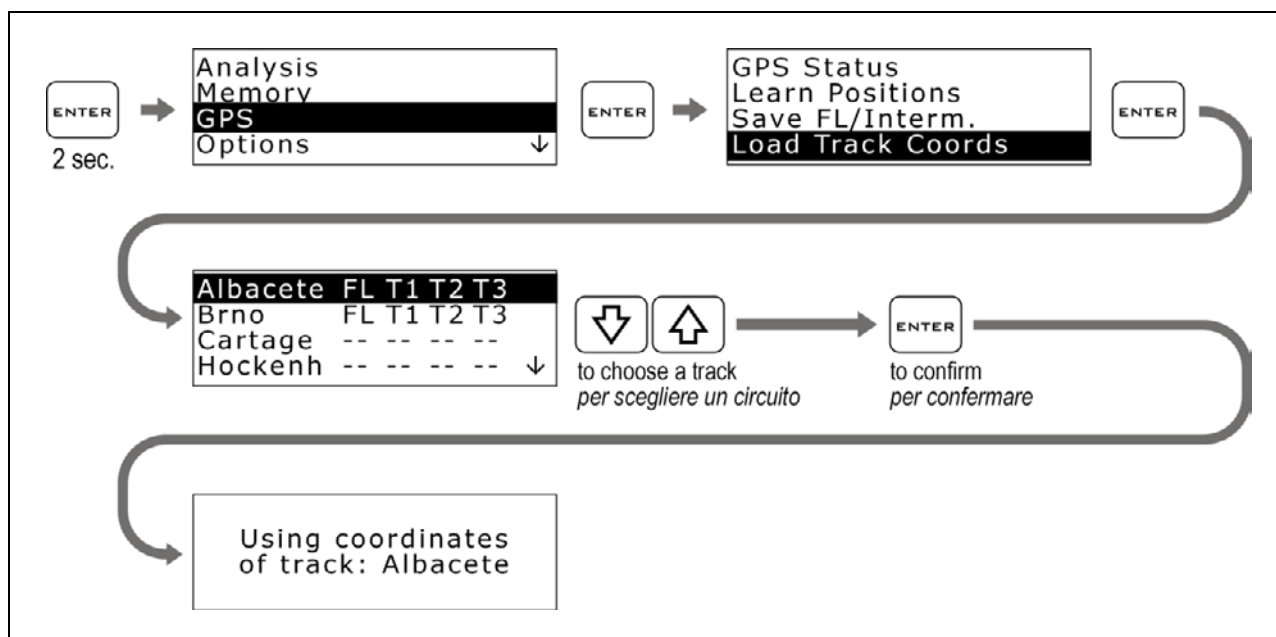 ENTER
2 sec.
Analysis
Memory
GPS
Options
ENTER
GPS Status
Learn Positions
Save FL/Interm.
Load Track Coords
ENTER
Albacete FL T1 T2 T3
Brno FL T1 T2 T3
Cartage -- -- -- --
Hockenh -- -- -- --
to choose a track
per scegliere un circuito
ENTER
to confirm
per confermare
Using coordinates
of track: Albacete